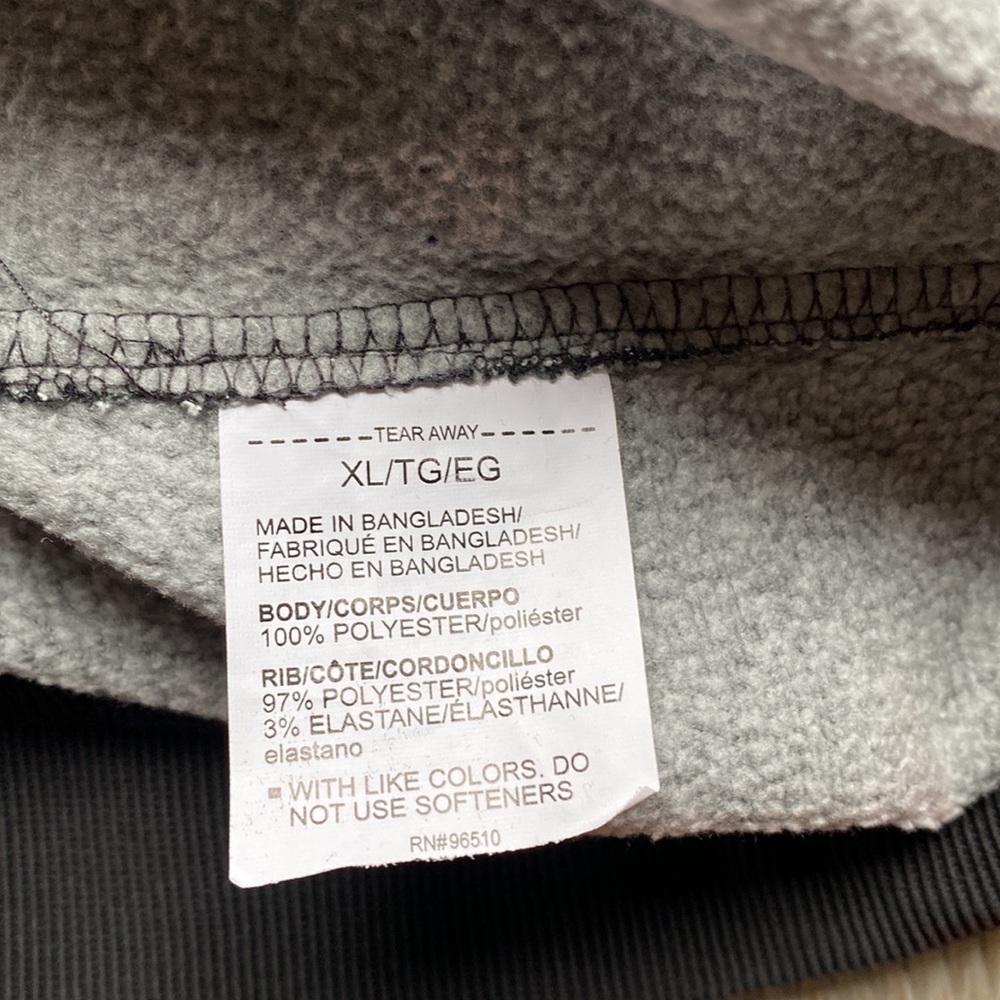 TEAR AWAY
XL/TG/EG
MADE IN BANGLADESH/
FABRIQUÉ EN BANGLADESH/
HECHO EN BANGLADESH
BODY/CORPS/CUERPO
100% POLYESTER/poliéster
RIB/CÔTE/CORDONCILLO
97% POLYESTER/poliéster
3% ELASTANE/ÉLASTHANNE/
elastano
WITH LIKE COLORS. DO
NOT USE SOFTENERS
RN#96510